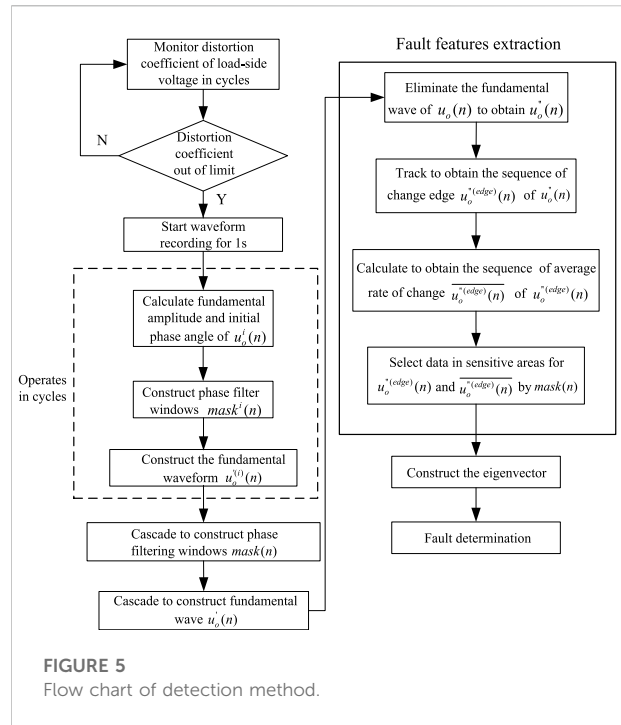 Monitor distortion
coefficient of load-side
voltage in cycles
N
Distortion
coefficient
out of limit
Y
Start waveform
recording for 1s
Operates
in cycles
Calculate fundamental
amplitude and initial
phase angle of u_o^i(n)
Construct phase filter
windows mask^i(n)
Construct the fundamental
waveform u_o^'(i)(n)
Cascade to construct phase
filtering windows mask(n)
Cascade to construct fundamental
wave u_o^'(n)
Fault features extraction
Eliminate the fundamental
wave of u_o(n) to obtain u_o^"(n)
Track to obtain the sequence of
change edge u_o^"(edge)(n) of u_o^"(n)
Calculate to obtain the sequence of average
rate of change \overline{u_o^"(edge)(n)} of u_o^"(edge)(n)
Select data in sensitive areas for
u_o^"(edge)(n) and \overline{u_o^"(edge)(n)} by mask(n)
Construct the eigenvector
Fault determination
FIGURE 5
Flow chart of detection method.